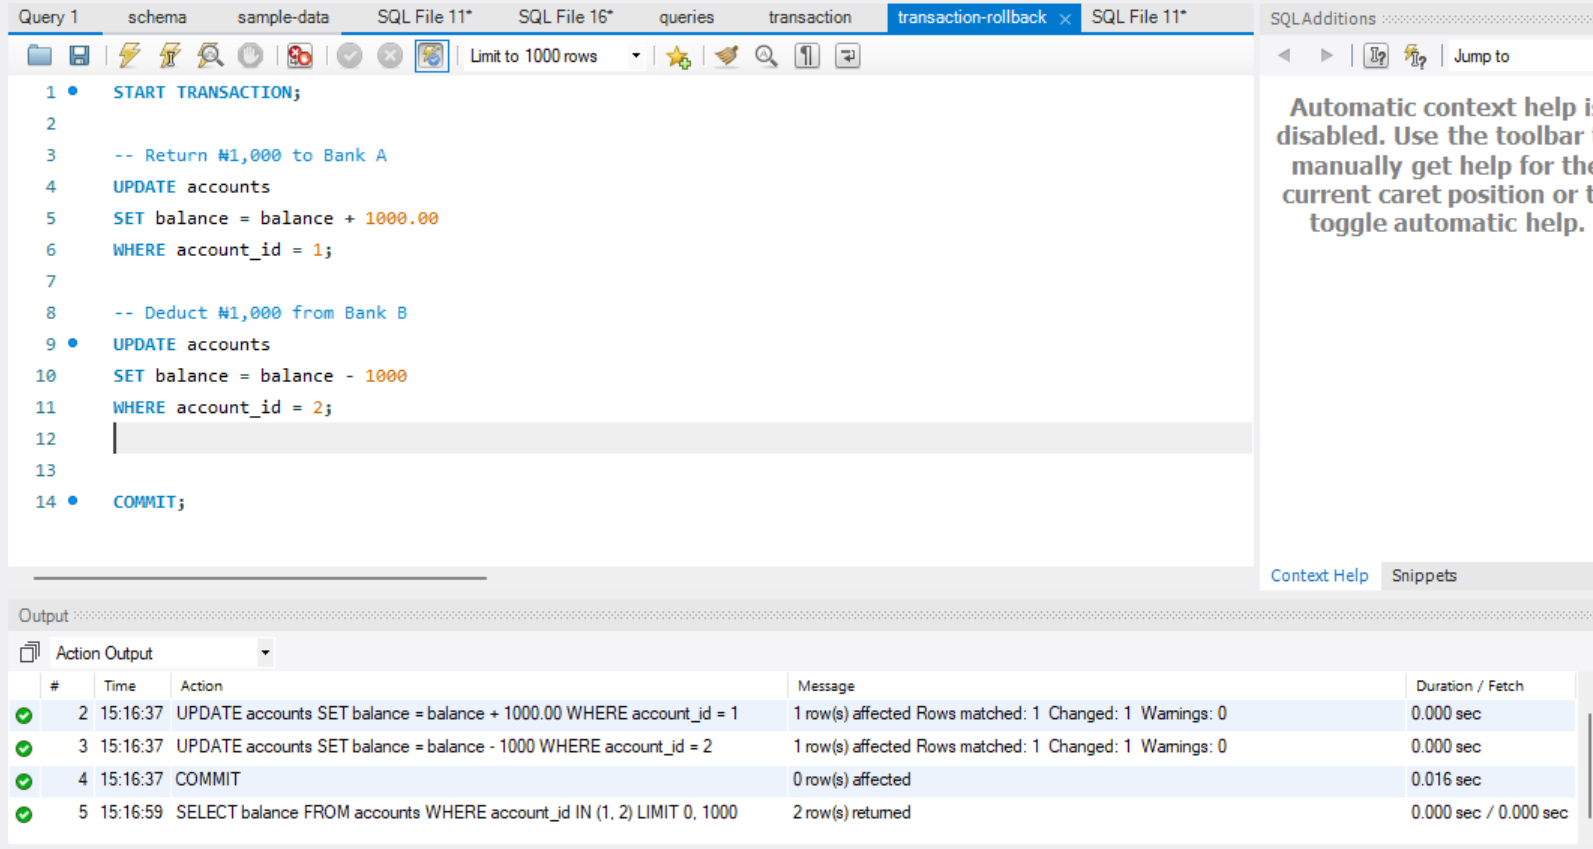 Query 1 schema sample-data SQL File 11* SQL File 16* queries transaction transaction-rollback SQL File 11*
Limit to 1000 rows
1 START TRANSACTION;
2
3 -- Return ₦1,000 to Bank A
4 UPDATE accounts
5 SET balance = balance + 1000.00
6 WHERE account_id = 1;
7
8 -- Deduct ₦1,000 from Bank B
9 UPDATE accounts
10 SET balance = balance - 1000
11 WHERE account_id = 2;
12
13
14 COMMIT;
SQLAdditions
Jump to
Automatic context help is
disabled. Use the toolbar
manually get help for the
current caret position or
toggle automatic help.
Context Help Snippets
Output
Action Output
# Time Action Message Duration / Fetch
2 15:16:37 UPDATE accounts SET balance = balance + 1000.00 WHERE account_id = 1 1 row(s) affected Rows matched: 1 Changed: 1 Warnings: 0 0.000 sec
3 15:16:37 UPDATE accounts SET balance = balance - 1000 WHERE account_id = 2 1 row(s) affected Rows matched: 1 Changed: 1 Warnings: 0 0.000 sec
4 15:16:37 COMMIT 0 row(s) affected 0.016 sec
5 15:16:59 SELECT balance FROM accounts WHERE account_id IN (1, 2) LIMIT 0, 1000 2 row(s) returned 0.000 sec / 0.000 sec